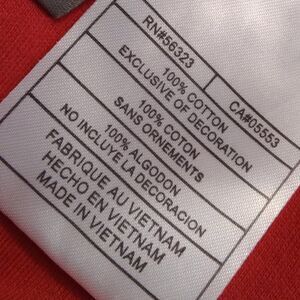 RN#56323 CA#05553
100% COTTON
EXCLUSIVE OF DECORATION
100% COTON
SANS ORNEMENTS
100% ALGODON
NO INCLUYE LA DECORACION
FABRIQUE AU VIETNAM
HECHO EN VIETNAM
MADE IN VIETNAM